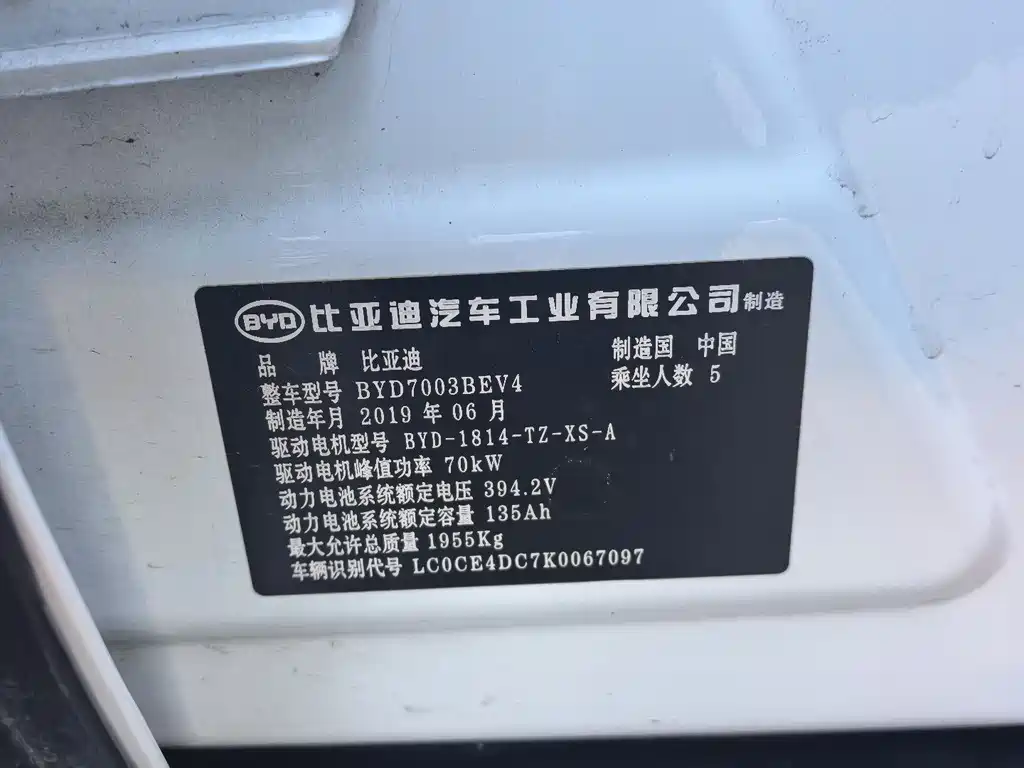 BYD 比亚迪汽车工业有限公司 制造
品 牌 比亚迪 制造国 中国
整车型号 BYD7003BEV4 乘坐人数 5
制造年月 2019 年 06 月
驱动电机型号 BYD-1814-TZ-XS-A
驱动电机峰值功率 70kW
动力电池系统额定电压 394.2V
动力电池系统额定容量 135Ah
最大允许总质量 1955Kg
车辆识别代号 LC0CE4DC7K0067097